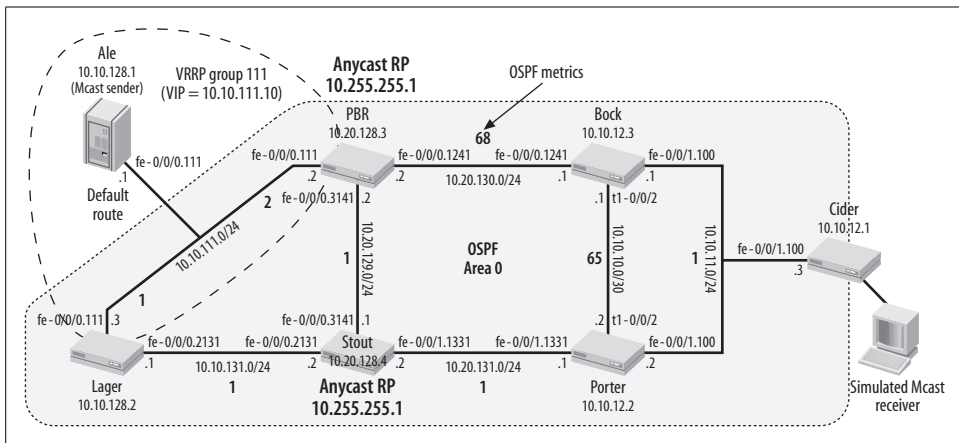 Ale
10.10.128.1
(Mcast sender)
VRRP group 111
(VIP = 10.10.111.10)
Anycast RP
10.255.255.1
PBR
10.20.128.3
OSPF metrics
Bock
10.10.12.3
68
fe-0/0/0.111
.1
Default
route
fe-0/0/0.111
.2
fe-0/0/0.3141
.2
fe-0/0/0.1241
.2
10.20.130.0/24
fe-0/0/0.1241
.1
fe-0/0/1.100
.1
.1
t1-0/0/2
2
10.10.111.0/24
1
1
10.20.129.0/24
OSPF
Area 0
65
10.10.10.0/30
1
10.10.11.0/24
Cider
10.10.12.1
fe-0/0/1.100
.3
fe-0/0/0.111
.3
fe-0/0/0.3141
.1
.2
t1-0/0/2
fe-0/0/0.2131
.1
10.10.131.0/24
1
fe-0/0/0.2131
.2
Stout
10.20.128.4
fe-0/0/1.1331
.2
10.20.131.0/24
1
fe-0/0/1.1331
.1
fe-0/0/1.100
.2
Lager
10.10.128.2
Anycast RP
10.255.255.1
Porter
10.10.12.2
Simulated Mcast
receiver